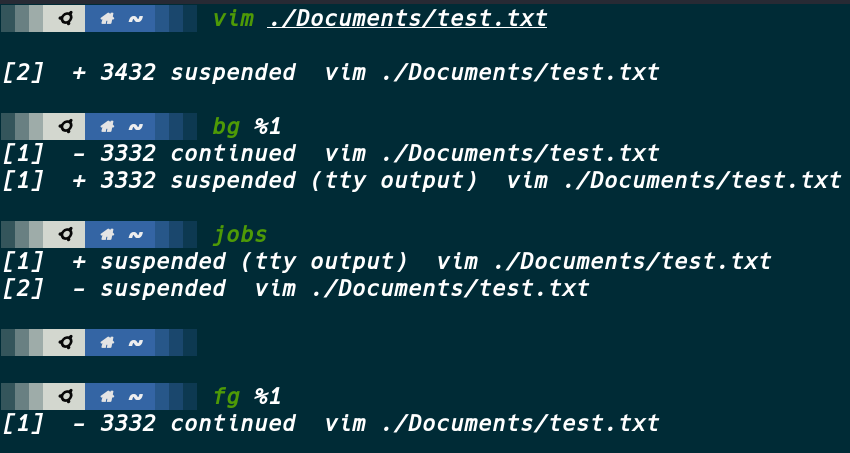 ~ vim ./Documents/test.txt
[2]  + 3432 suspended  vim ./Documents/test.txt
~ bg %1
[1]  - 3332 continued  vim ./Documents/test.txt
[1]  + 3332 suspended (tty output)  vim ./Documents/test.txt
~ jobs
[1]  + suspended (tty output)  vim ./Documents/test.txt
[2]  - suspended  vim ./Documents/test.txt
~
~ fg %1
[1]  - 3332 continued  vim ./Documents/test.txt